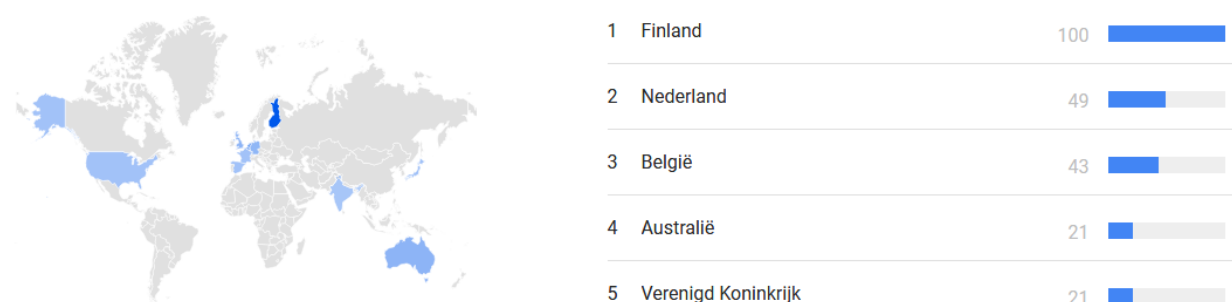 1 Finland 100
2 Nederland 49
3 België 43
4 Australië 21
5 Verenigd Koninkrijk 21